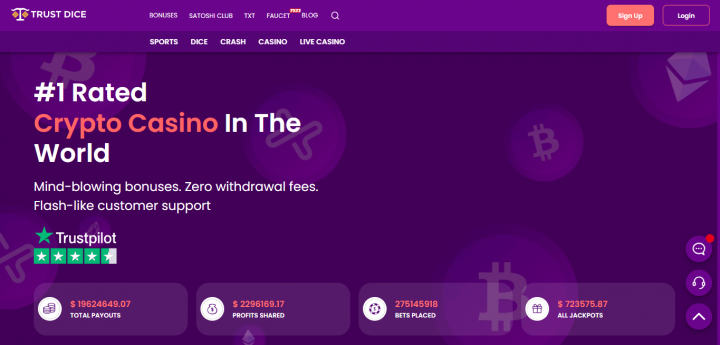 TRUST DICE
BONUSES SATOSHI CLUB TXT FAUCET FREE BLOG
Sign Up Login
SPORTS DICE CRASH CASINO LIVE CASINO
#1 Rated
Crypto Casino In The
World
Mind-blowing bonuses. Zero withdrawal fees.
Flash-like customer support
Trustpilot
$ 19624649.07
TOTAL PAYOUTS
$ 2296169.17
PROFITS SHARED
275145918
BETS PLACED
$ 723575.87
ALL JACKPOTS